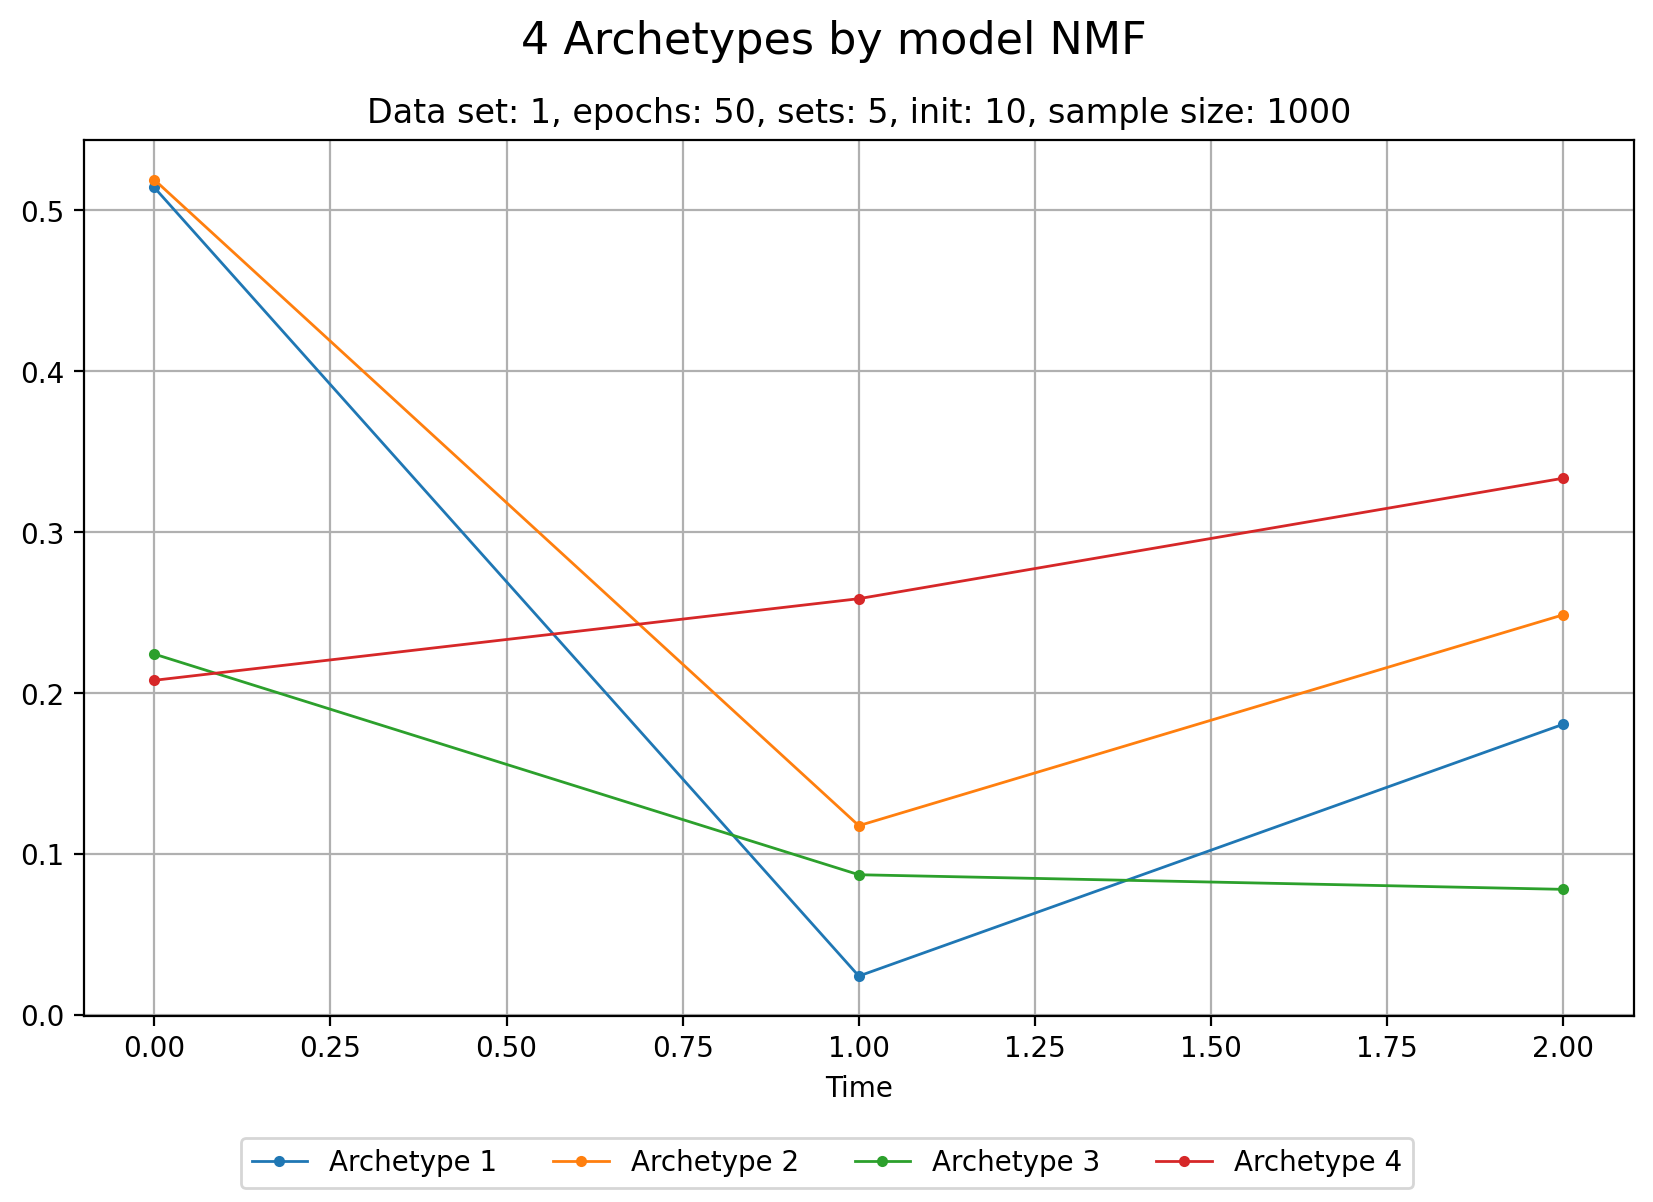 4 Archetypes by model NMF
Data set: 1, epochs: 50, sets: 5, init: 10, sample size: 1000
0.5
0.4
0.3
0.2
0.1
0.0
0.00 0.25 0.50 0.75 1.00 1.25 1.50 1.75 2.00
Time
Archetype 1 Archetype 2 Archetype 3 Archetype 4